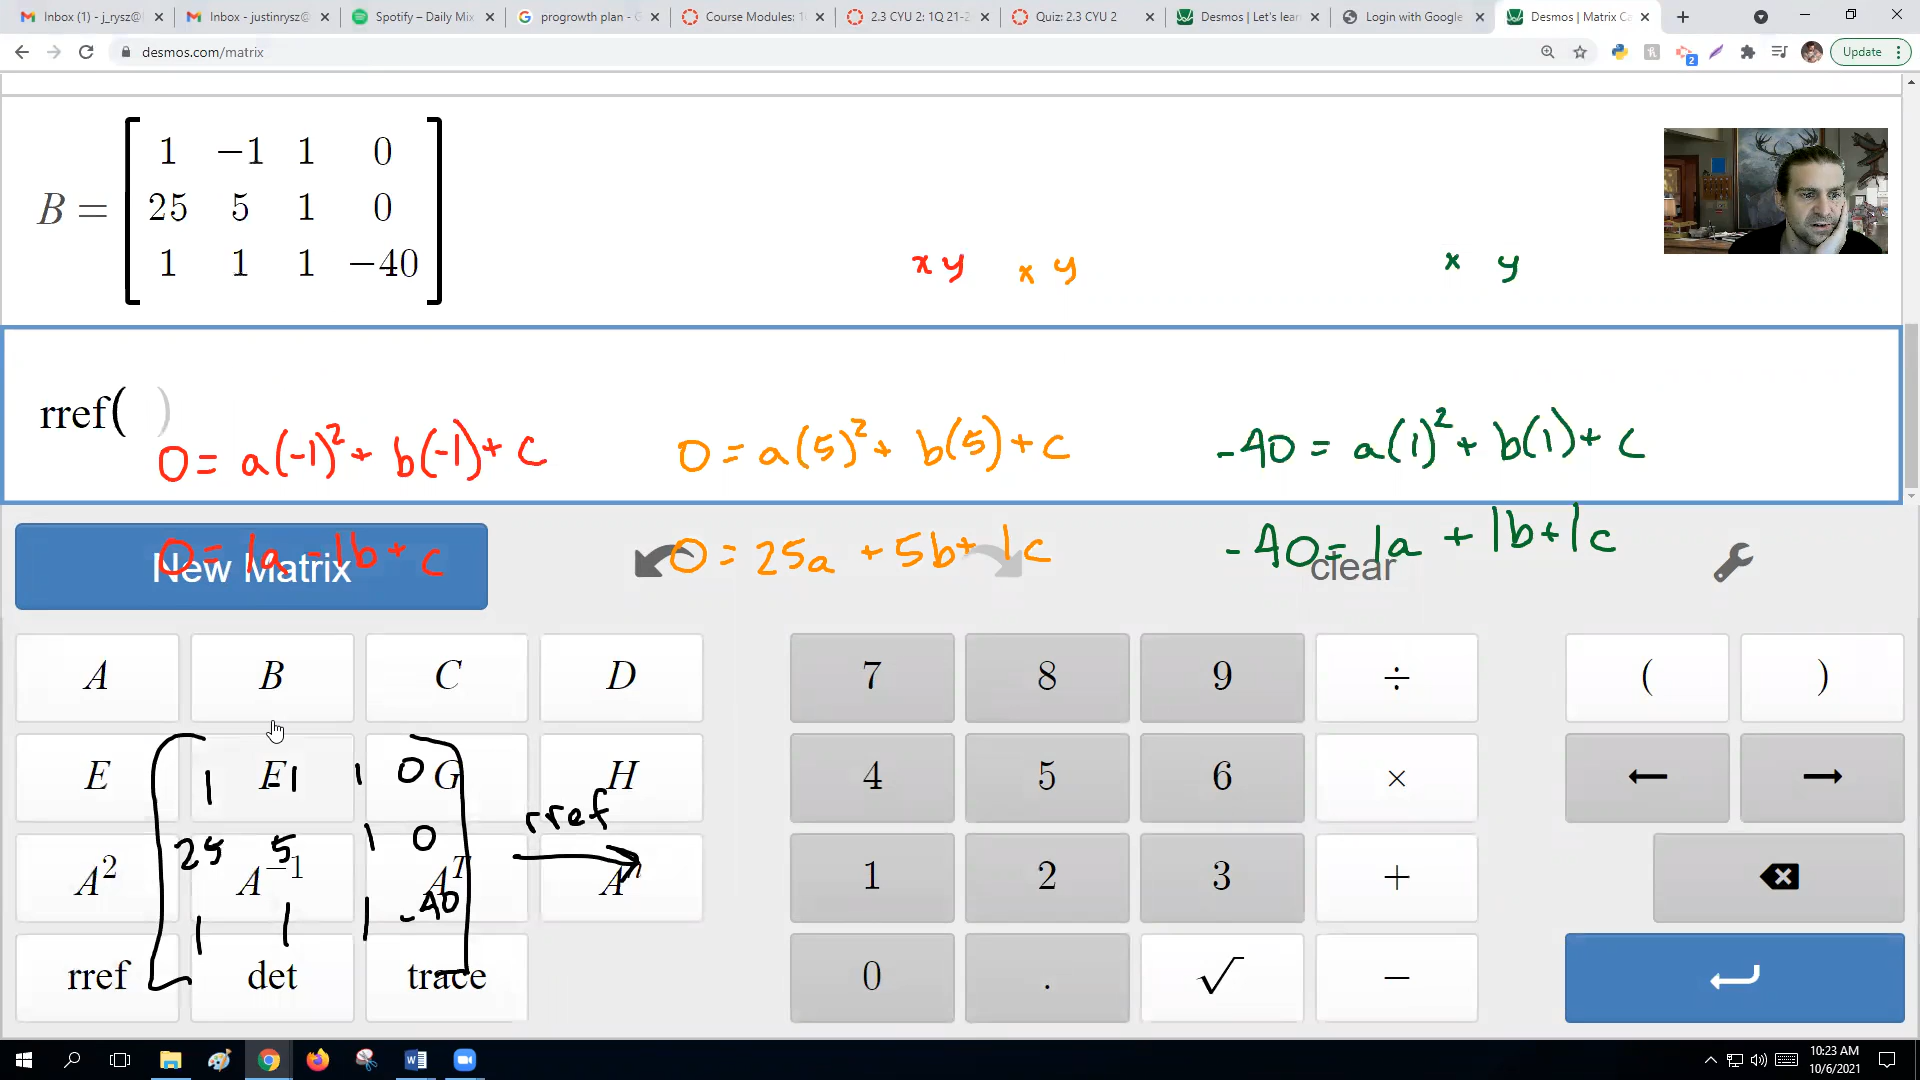 Inbox (1) - j_rysz@
Inbox - justinrysz@
Spotify – Daily Mix
progrowth plan - G
Course Modules: 1
2.3 CYU 2: 1Q 21-2
Quiz: 2.3 CYU 2
Desmos | Let's lear
Login with Google
Desmos | Matrix Ca
desmos.com/matrix
2
Update
B =
1 −1 1 0
25 5 1 0
1 1 1 −40
x y x y x y
rref( )
0 = a(-1)² + b(-1) + c
0 = a(5)² + b(5) + c
-40 = a(1)² + b(1) + c
New Matrix
0 = 1a - 1b + c
0 = 25a + 5b + 1c
clear
-40 = 1a + 1b + 1c
A B C D 7 8 9 ÷ ( )
E F G H 4 5 6 × ← →
1 -1 1 0
rref
25 5 1 0
A² A⁻¹ Aᵀ Aⁿ 1 2 3 +
1 1 1 -40
rref det trace 0 . √ −
10:23 AM
10/6/2021